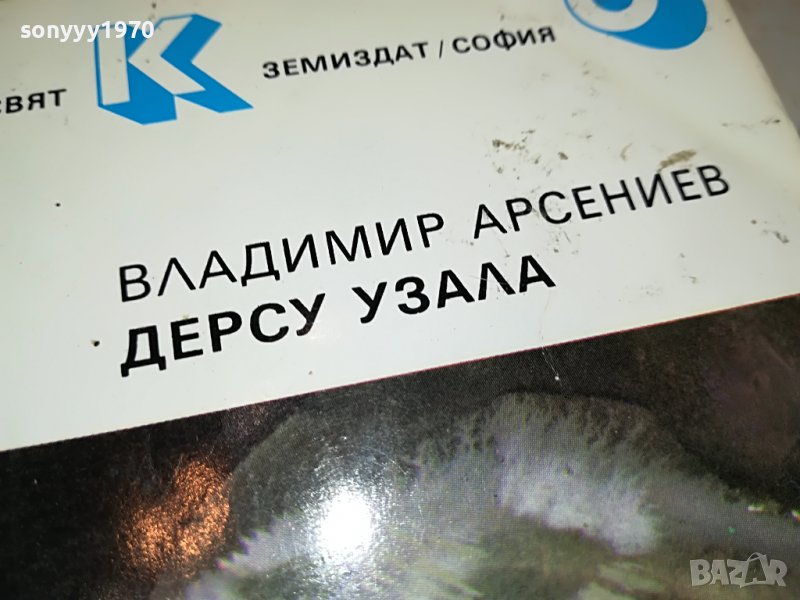 sonyyy1970
СВЯТ К ЗЕМИЗДАТ / СОФИЯ
ВЛАДИМИР АРСЕНИЕВ
ДЕРСУ УЗАЛА
BAZAR